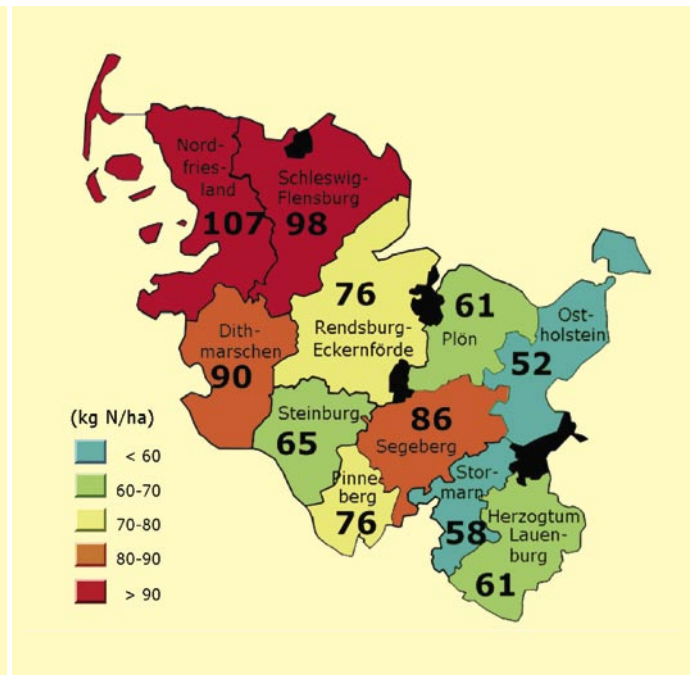 Nord-
fries-
land
107
Schleswig-
Flensburg
98
76
Rendsburg-
Eckernförde
61
Plön
Ost-
holstein
52
Dith-
marschen
90
Steinburg
65
86
Segeberg
Pinne-
berg
76
Stor-
marn
58
Herzogtum
Lauen-
burg
61
(kg N/ha)
< 60
60-70
70-80
80-90
> 90